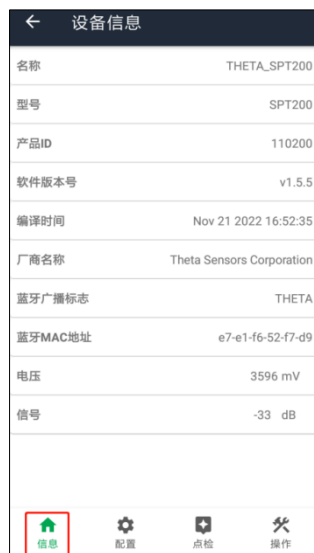 设备信息
名称 THETA_SPT200
型号 SPT200
产品ID 110200
软件版本号 v1.5.5
编译时间 Nov 21 2022 16:52:35
厂商名称 Theta Sensors Corporation
蓝牙广播标志 THETA
蓝牙MAC地址 e7-e1-f6-52-f7-d9
电压 3596 mV
信号 -33 dB
信息 配置 点检 操作